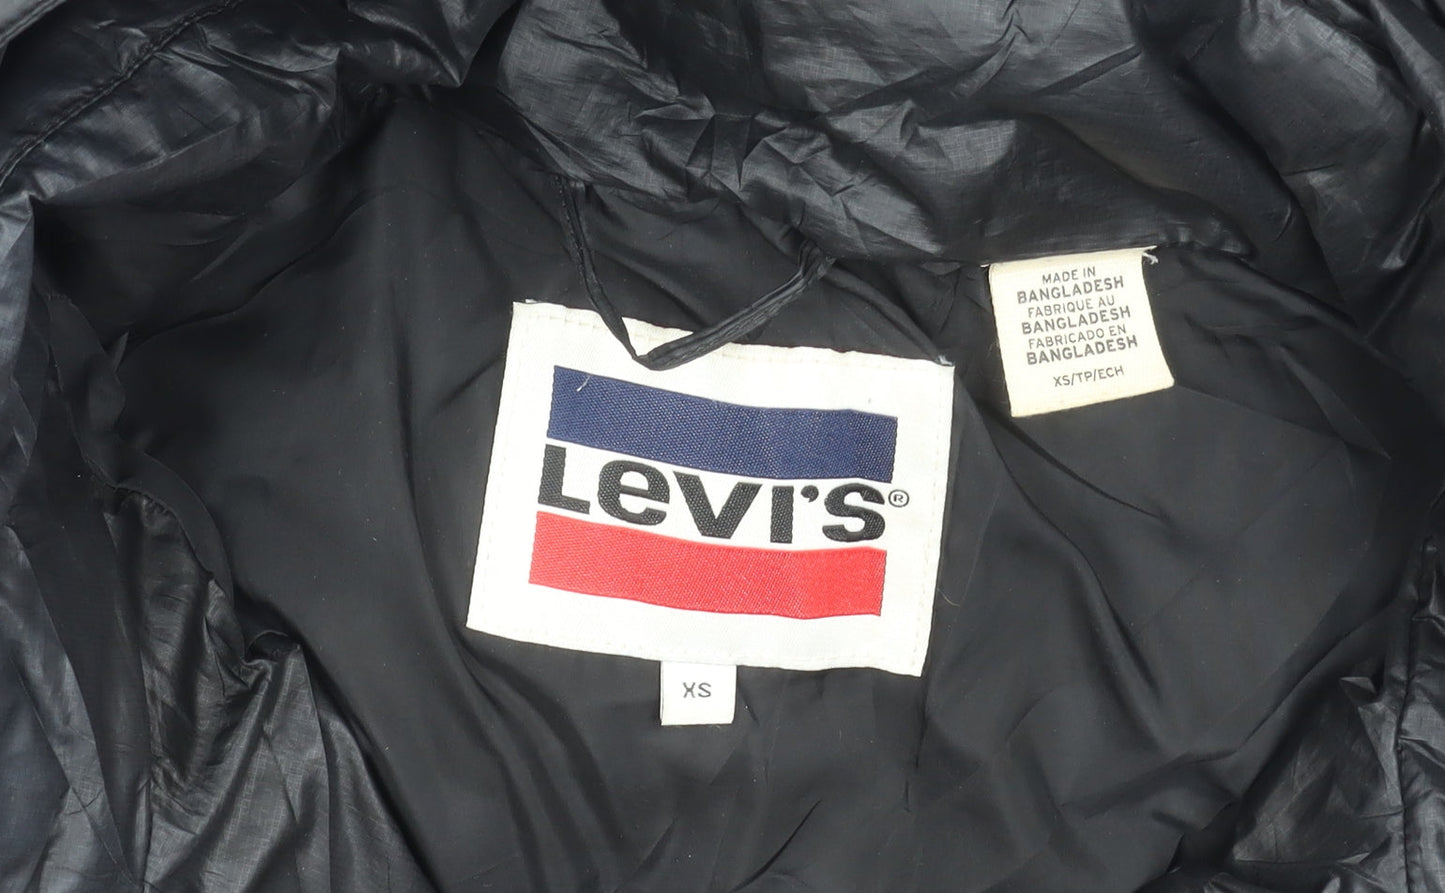 LEVI'S®
XS
MADE IN
BANGLADESH
FABRIQUE AU
BANGLADESH
FABRICADO EN
BANGLADESH
XS/TP/ECH